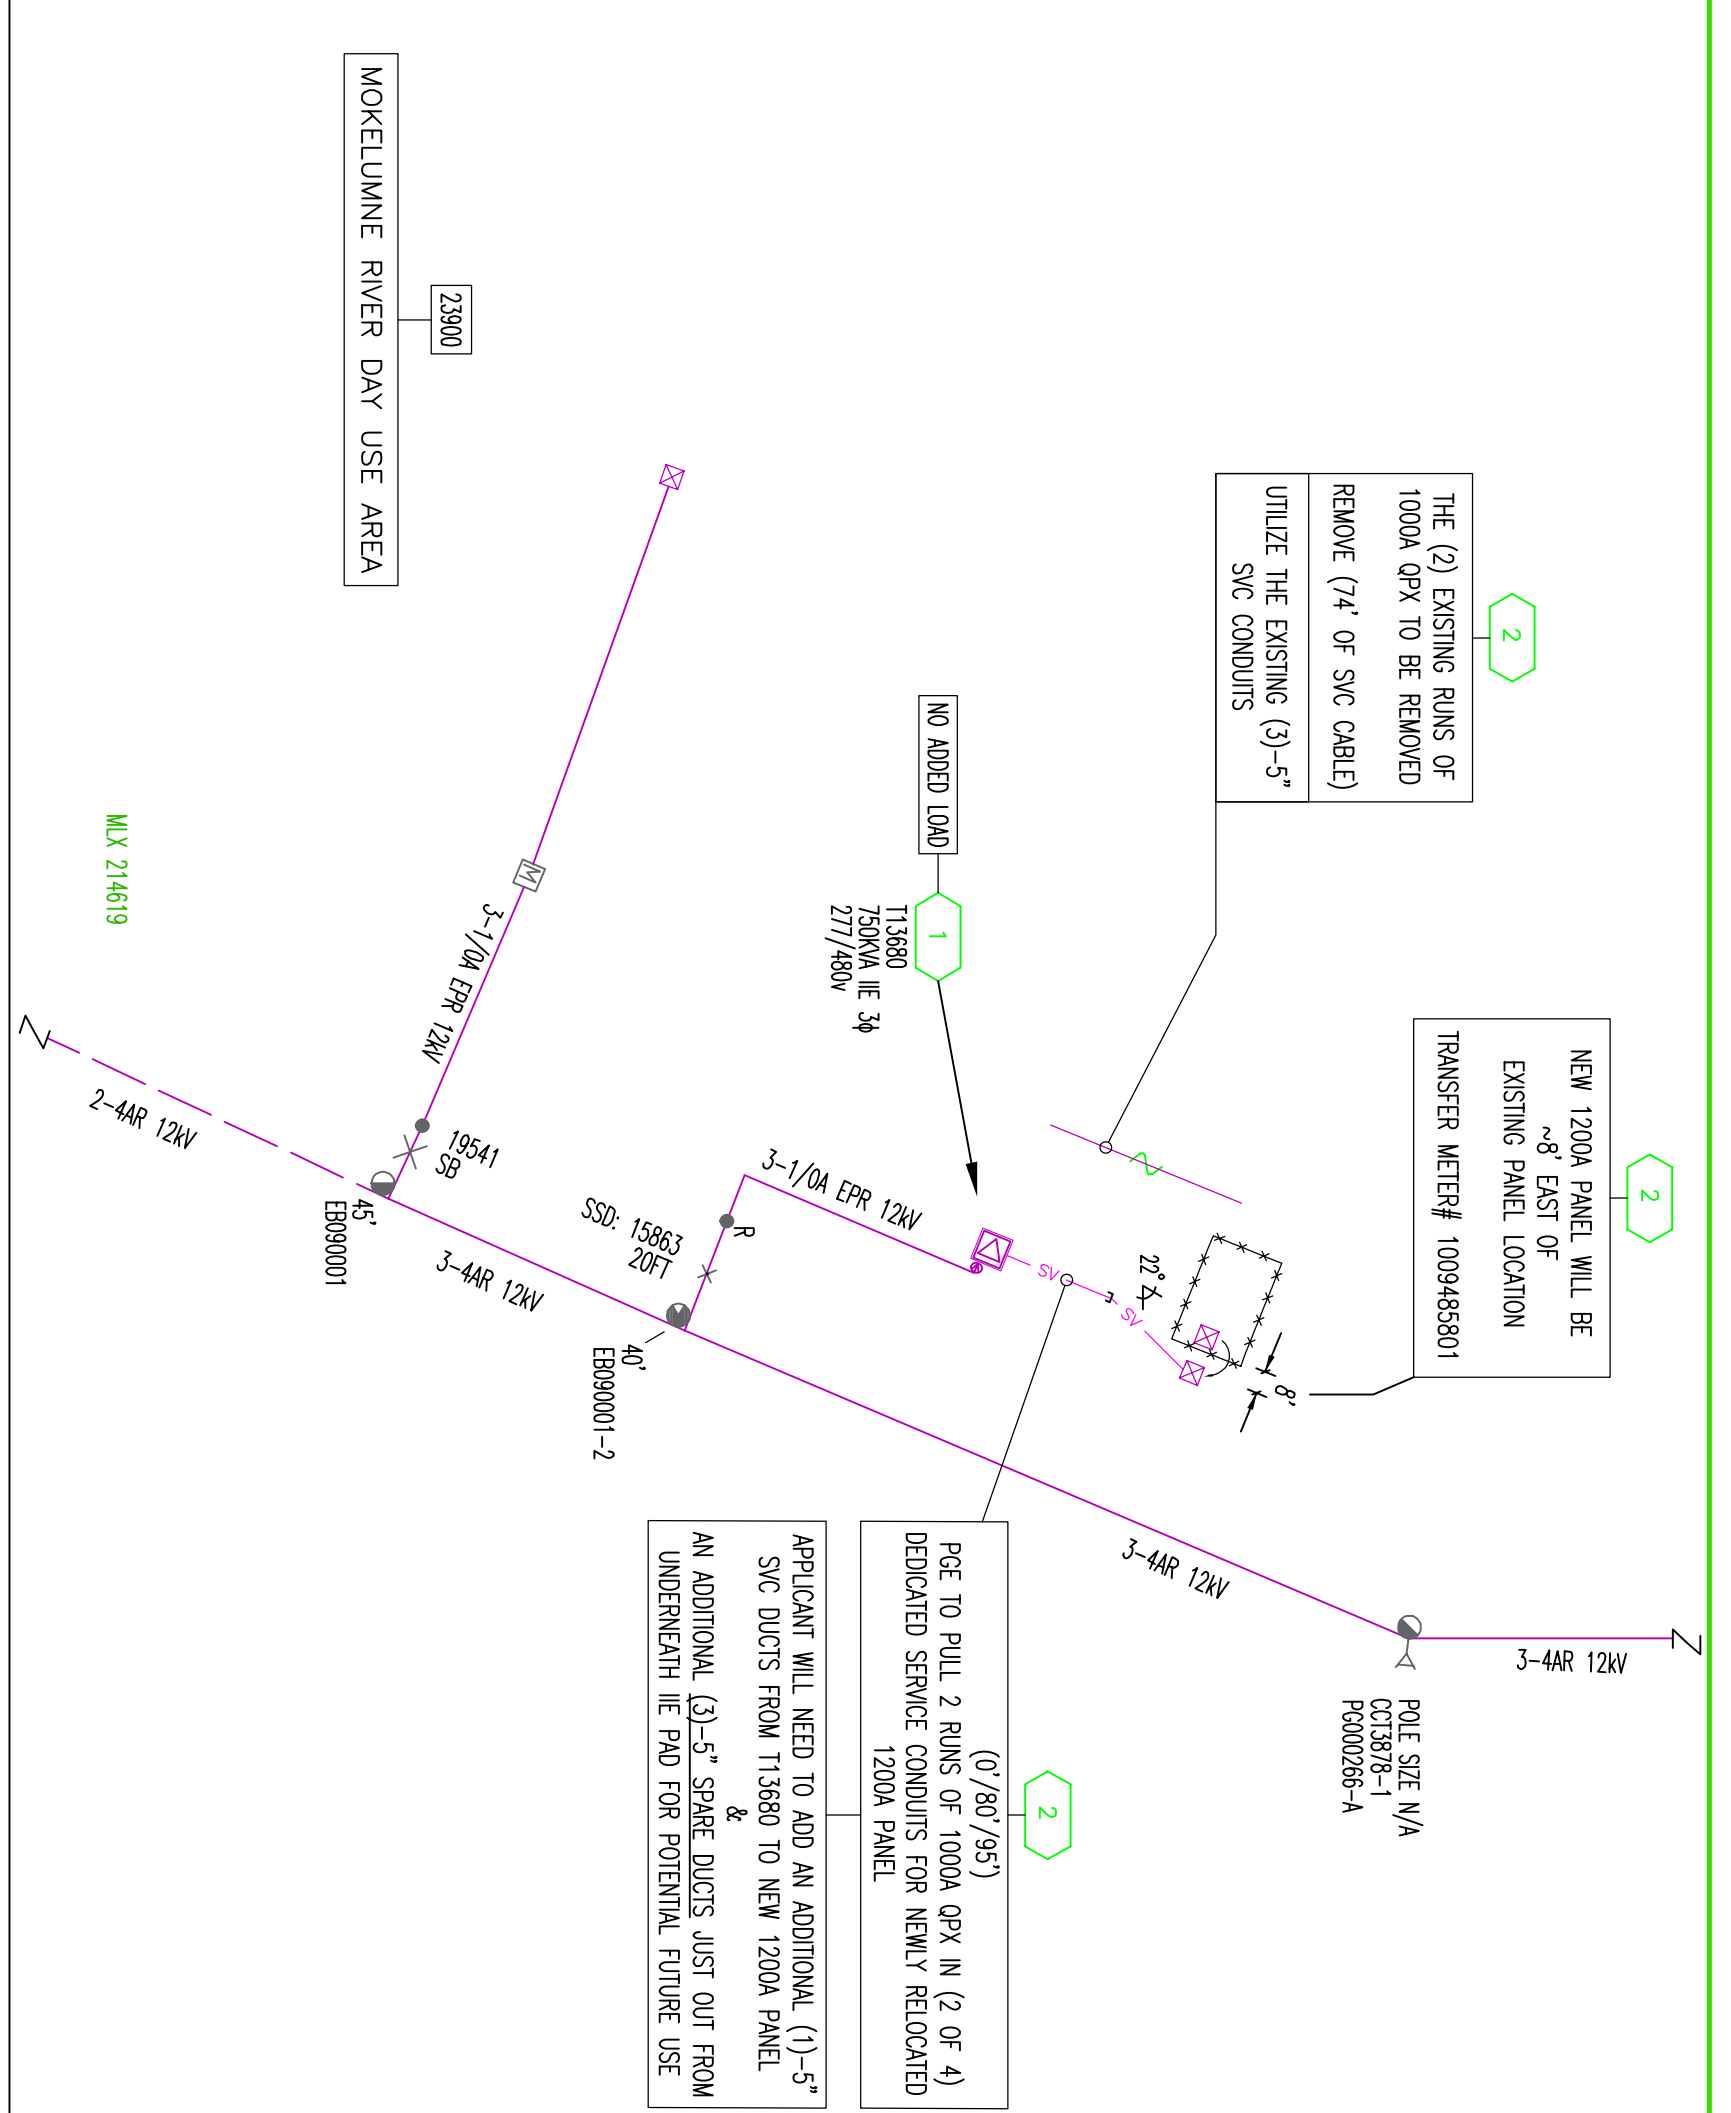 2
NEW 1200A PANEL WILL BE
~8' EAST OF
EXISTING PANEL LOCATION
TRANSFER METER# 1009485801
2
THE (2) EXISTING RUNS OF
1000A QPX TO BE REMOVED
REMOVE (74' OF SVC CABLE)
UTILIZE THE EXISTING (3)-5"
SVC CONDUITS
3-4AR 12kV
POLE SIZE N/A
CCT3878-1
PG000266-A
8'
22°
SV
SV
3-4AR 12kV
2
(0'/80'/95')
PGE TO PULL 2 RUNS OF 1000A QPX IN (2 OF 4)
DEDICATED SERVICE CONDUITS FOR NEWLY RELOCATED
1200A PANEL
APPLICANT WILL NEED TO ADD AN ADDITIONAL (1)-5"
SVC DUCTS FROM T13680 TO NEW 1200A PANEL
&
AN ADDITIONAL (3)-5" SPARE DUCTS JUST OUT FROM
UNDERNEATH IIE PAD FOR POTENTIAL FUTURE USE
NO ADDED LOAD
1
T13680
750KVA IIE 3φ
277/480v
3-1/0A EPR 12kV
R
SSD: 15863
20FT
40'
EB090001-2
3-4AR 12kV
M
3-1/0A EPR 12kV
19541
SB
45'
EB090001
2-4AR 12kV
23900
MOKELUMNE RIVER DAY USE AREA
MLX 214619